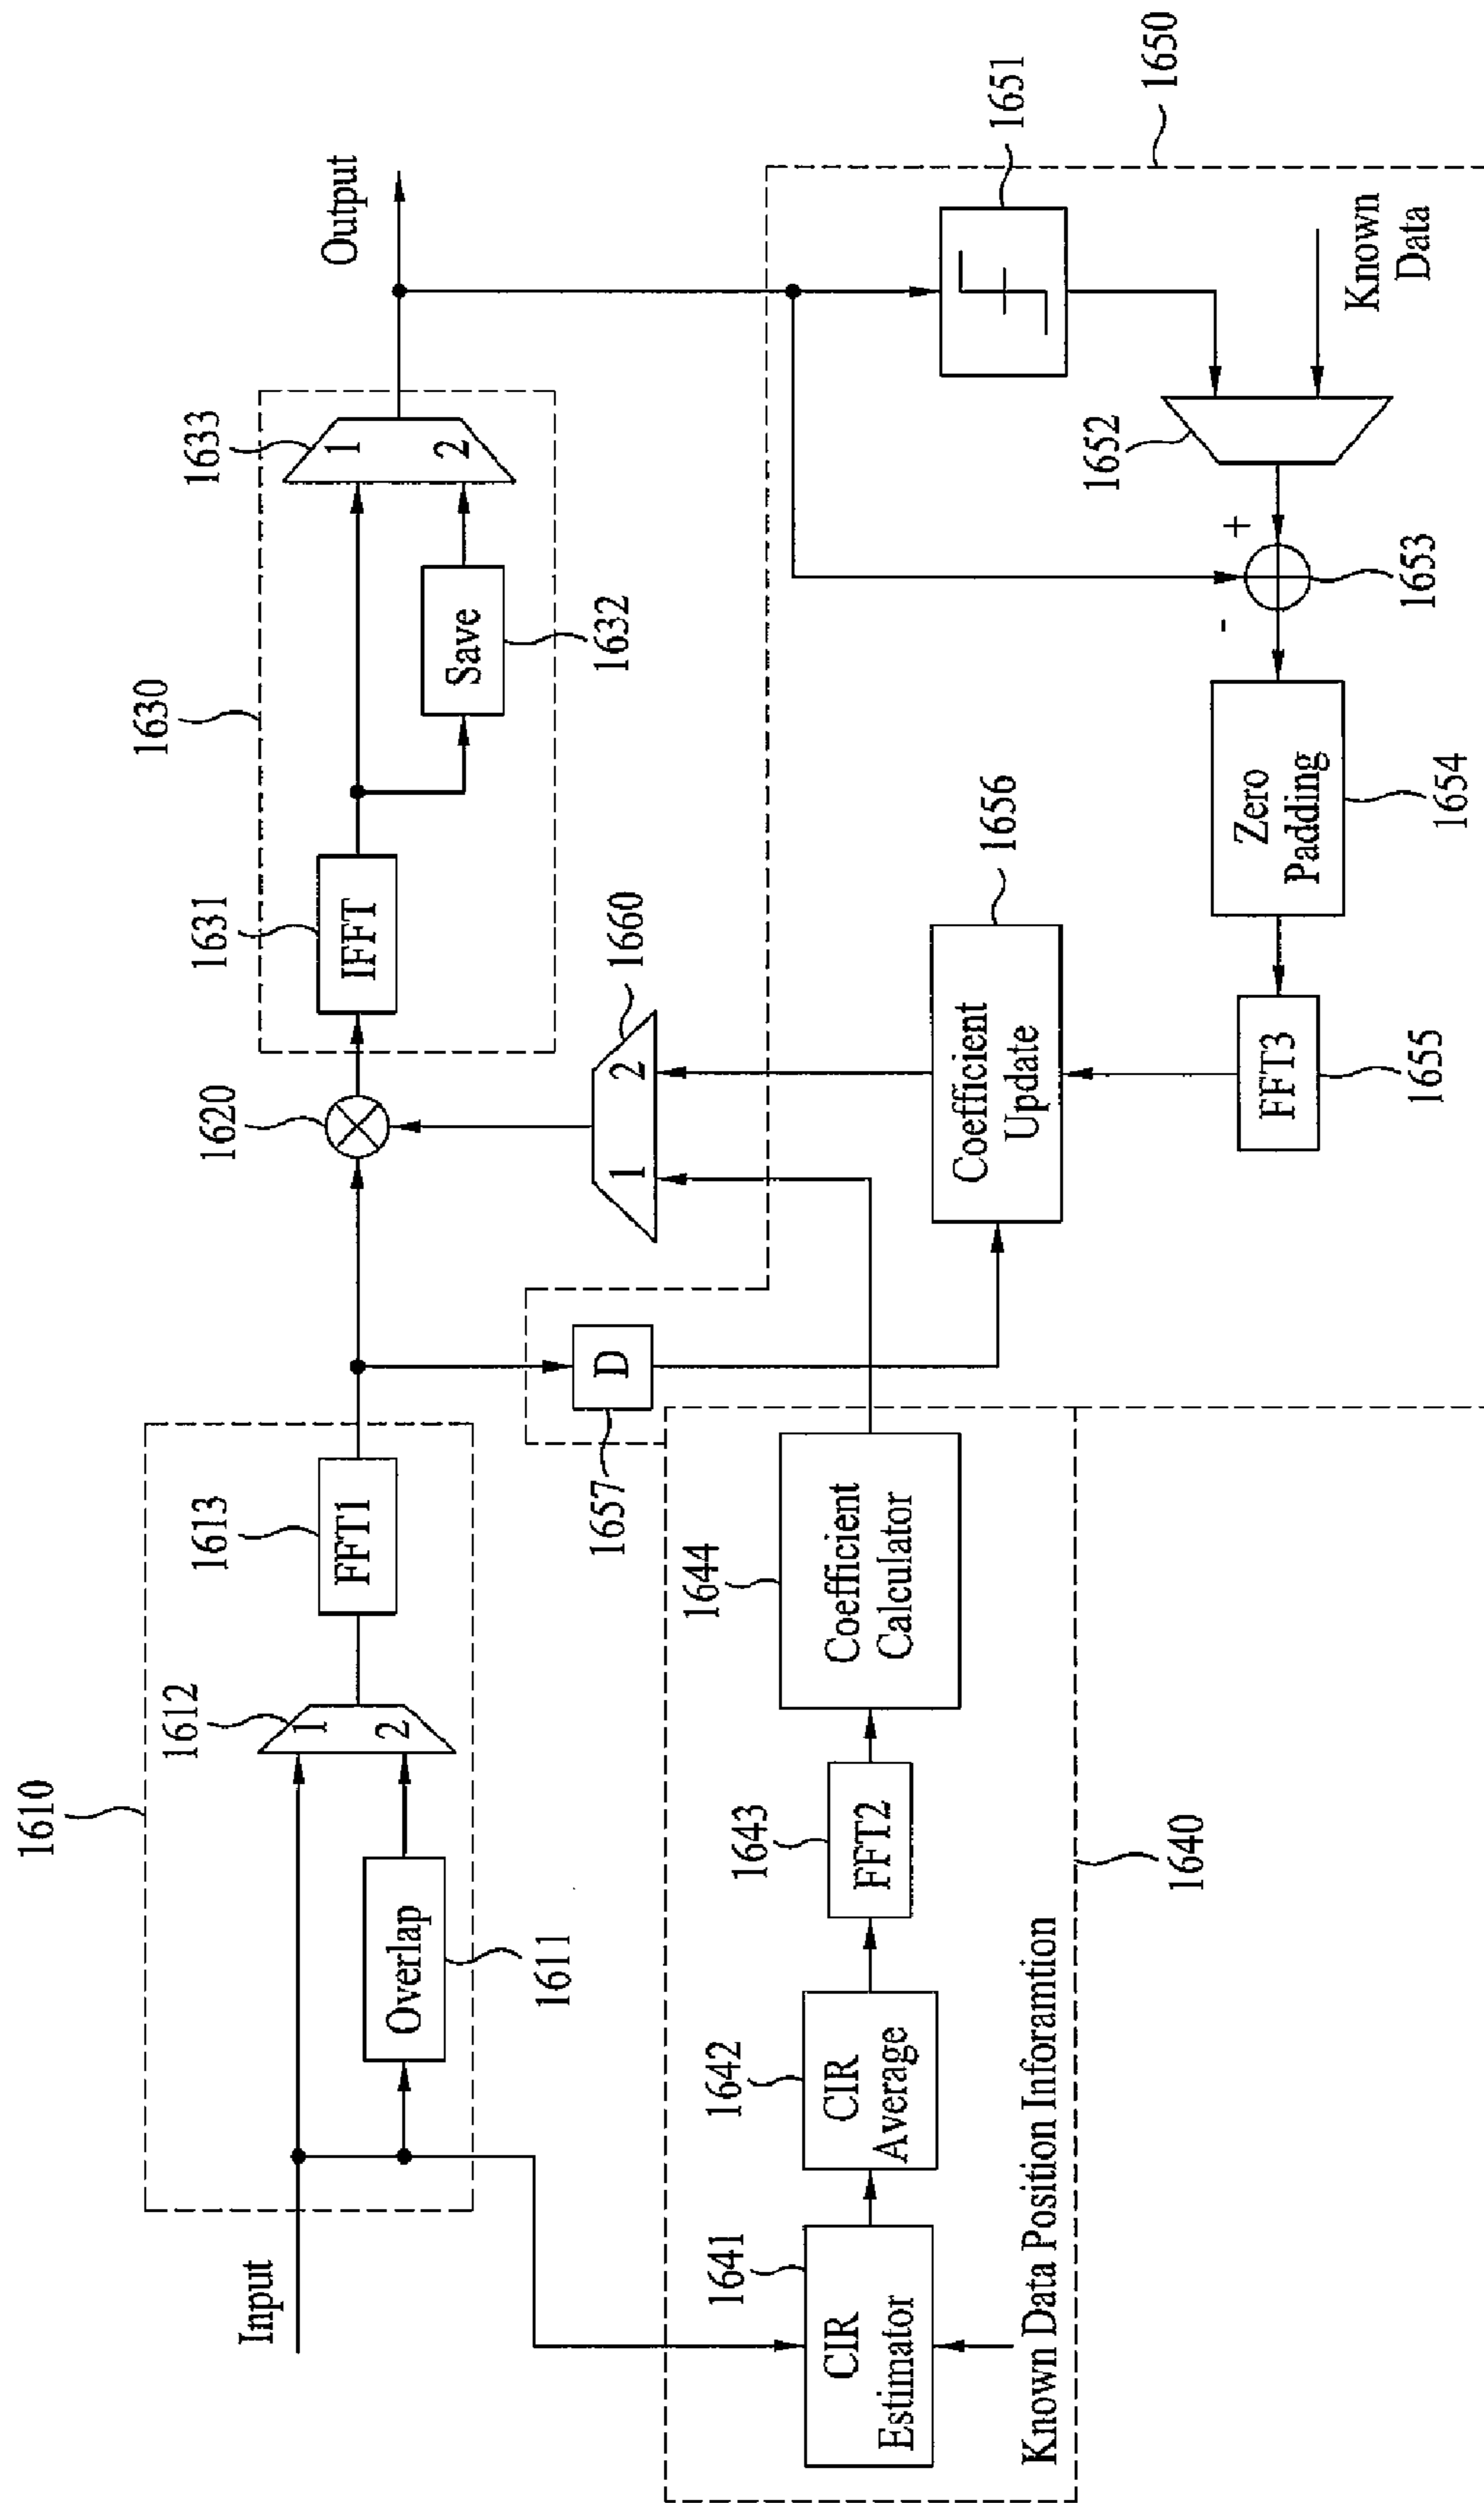 1610
1612
1613
1620
1630
1631
1633
Input
1
2
FFT1
IFFT
1
2
Output
Overlap
1611
Save
1632
1657
D
1
2
1660
1641
1642
1643
1644
1656
1651
1650
CIR
Estimator
CIR
Average
FFT2
Coefficient
Calculator
Coefficient
Update
Known Data Position Inforamtion
1640
1652
+
-
Known
Data
FFT3
Zero
Padding
1655
1654
1653